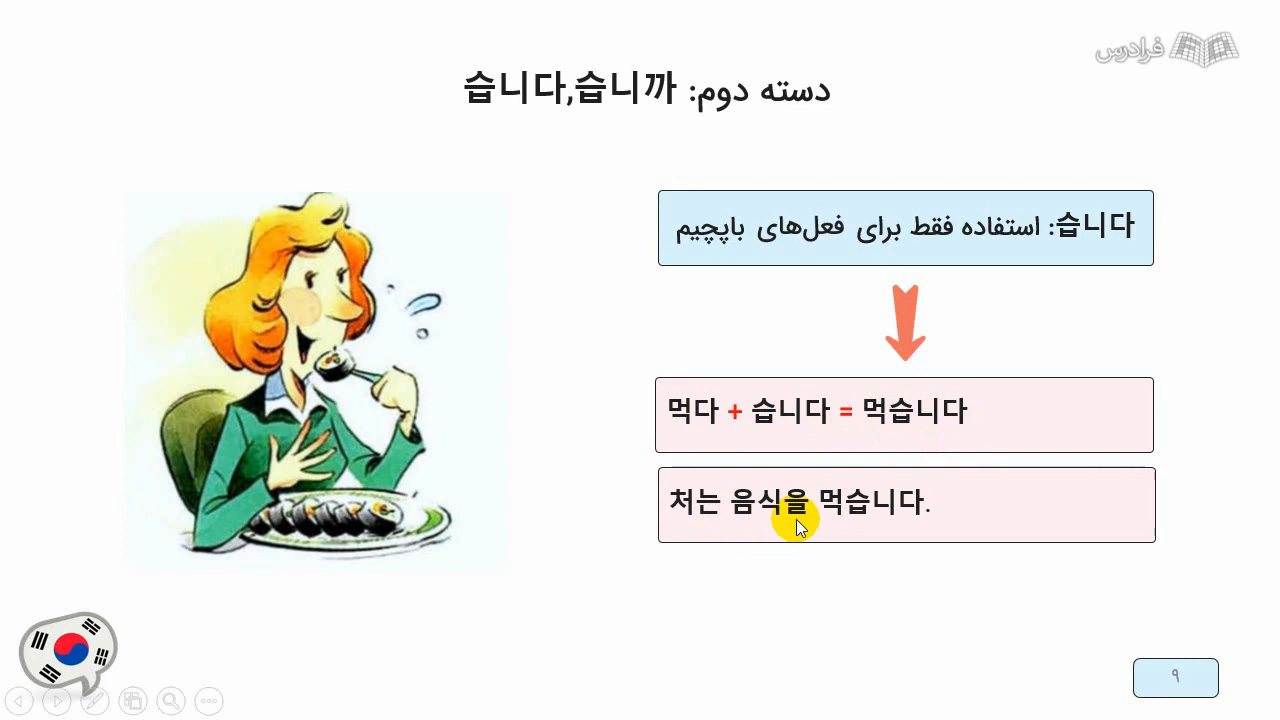 فرادرس
دسته دوم: 습니다,습니까
습니다: استفاده فقط برای فعل‌های باپچیم
먹다 + 습니다 = 먹습니다
처는 음식을 먹습니다.
۹